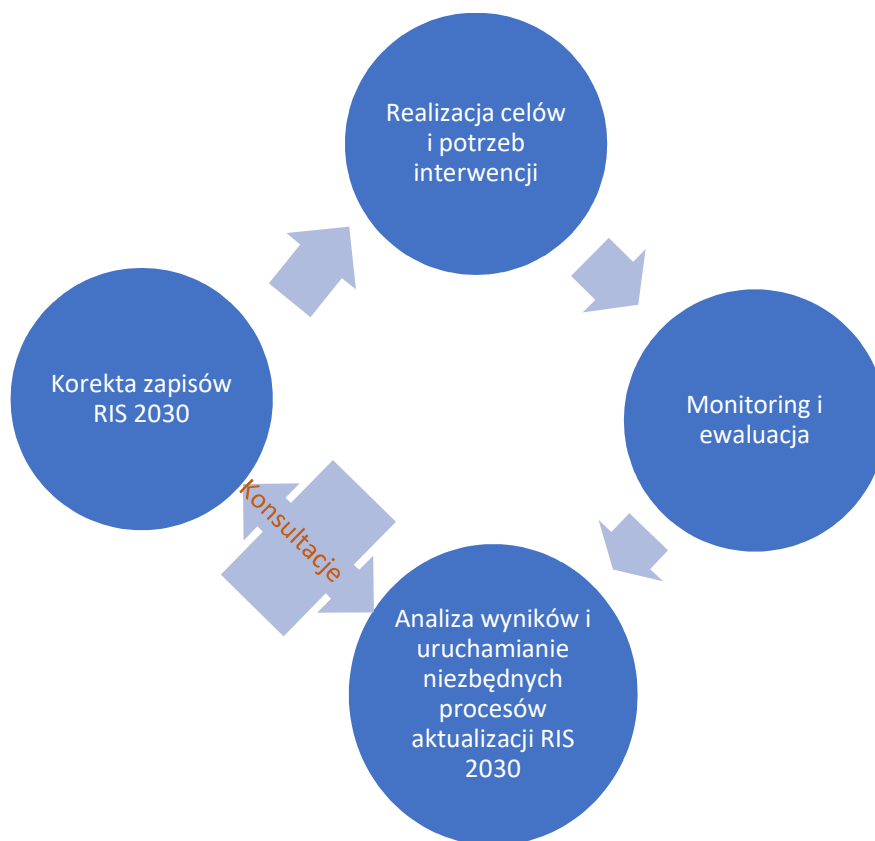 Realizacja celów
i potrzeb
interwencji
Monitoring i
ewaluacja
Analiza wyników i
uruchamianie
niezbędnych
procesów
aktualizacji RIS
2030
Konsultacje
Korekta zapisów
RIS 2030